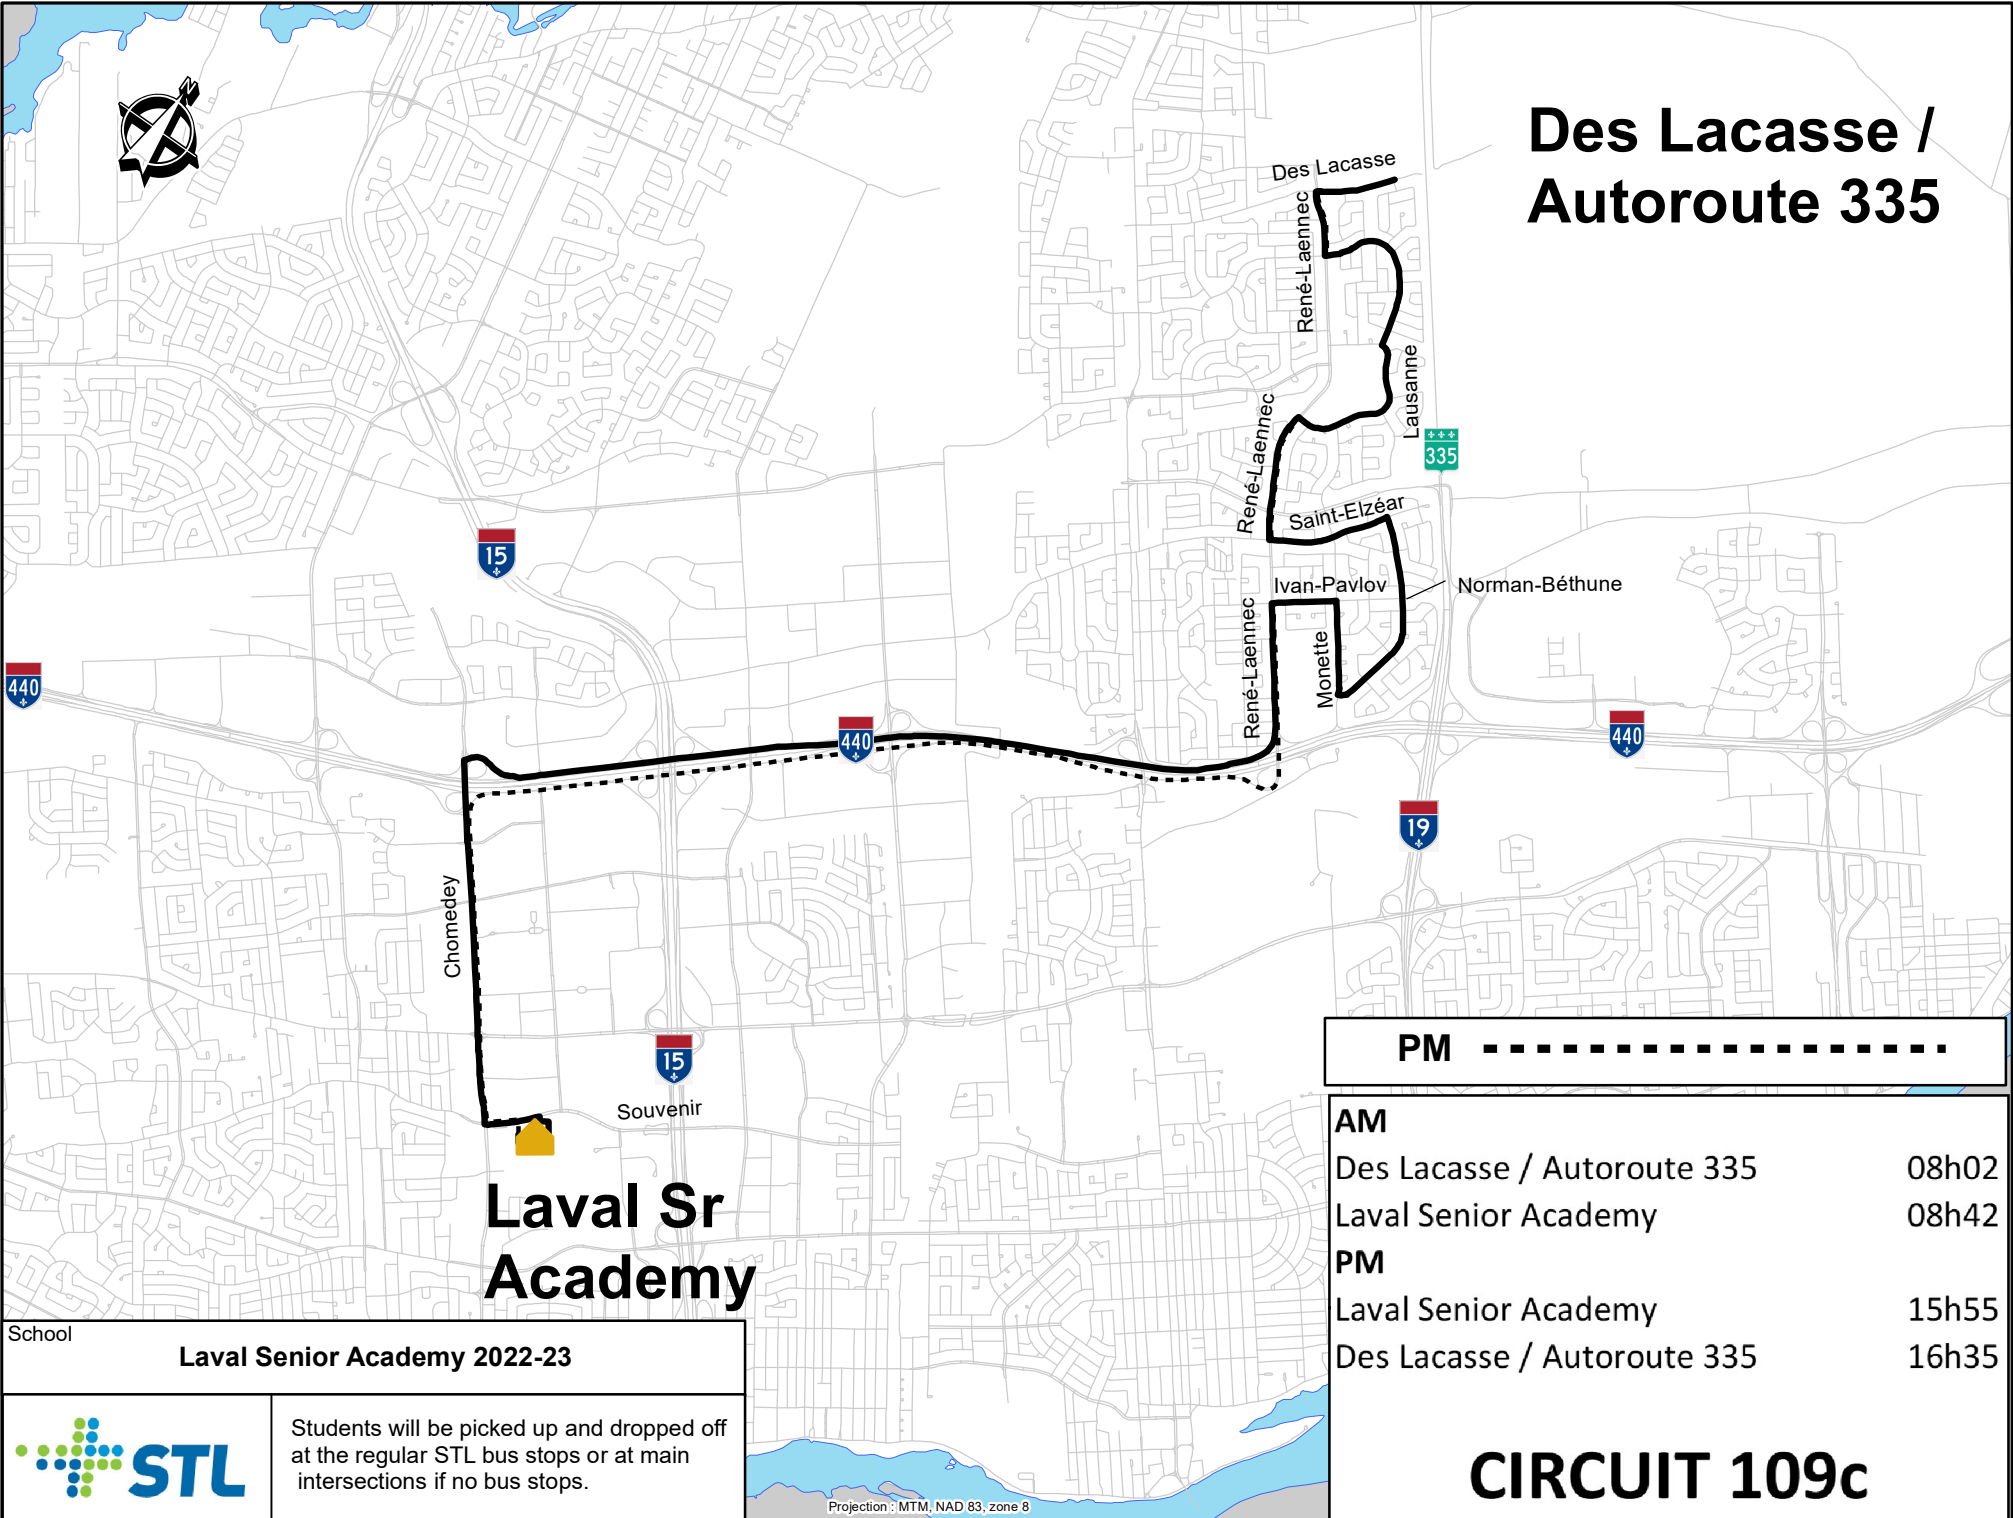 N
Des Lacasse /
Autoroute 335
Des Lacasse
René-Laennec
Lausanne
335
René-Laennec
Saint-Elzéar
15
Ivan-Pavlov
Norman-Béthune
René-Laennec
Monette
440
440
440
19
Chomedey
15
Souvenir
Laval Sr
Academy
PM
AM
Des Lacasse / Autoroute 335 08h02
Laval Senior Academy 08h42
PM
Laval Senior Academy 15h55
Des Lacasse / Autoroute 335 16h35
CIRCUIT 109c
School
Laval Senior Academy 2022-23
STL
Students will be picked up and dropped off
at the regular STL bus stops or at main
intersections if no bus stops.
Projection : MTM, NAD 83, zone 8